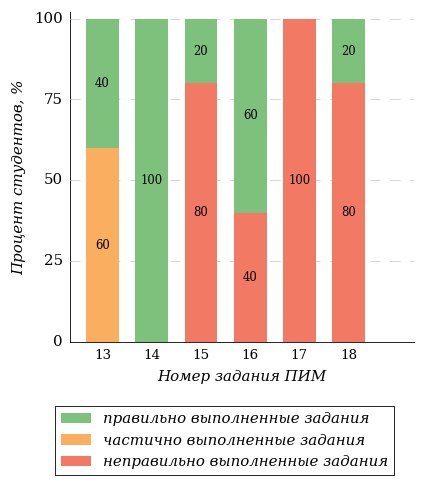 100
75
50
25
0
Процент студентов, %
40
60
100
20
80
60
40
100
20
80
13 14 15 16 17 18
Номер задания ПИМ
правильно выполненные задания
частично выполненные задания
неправильно выполненные задания